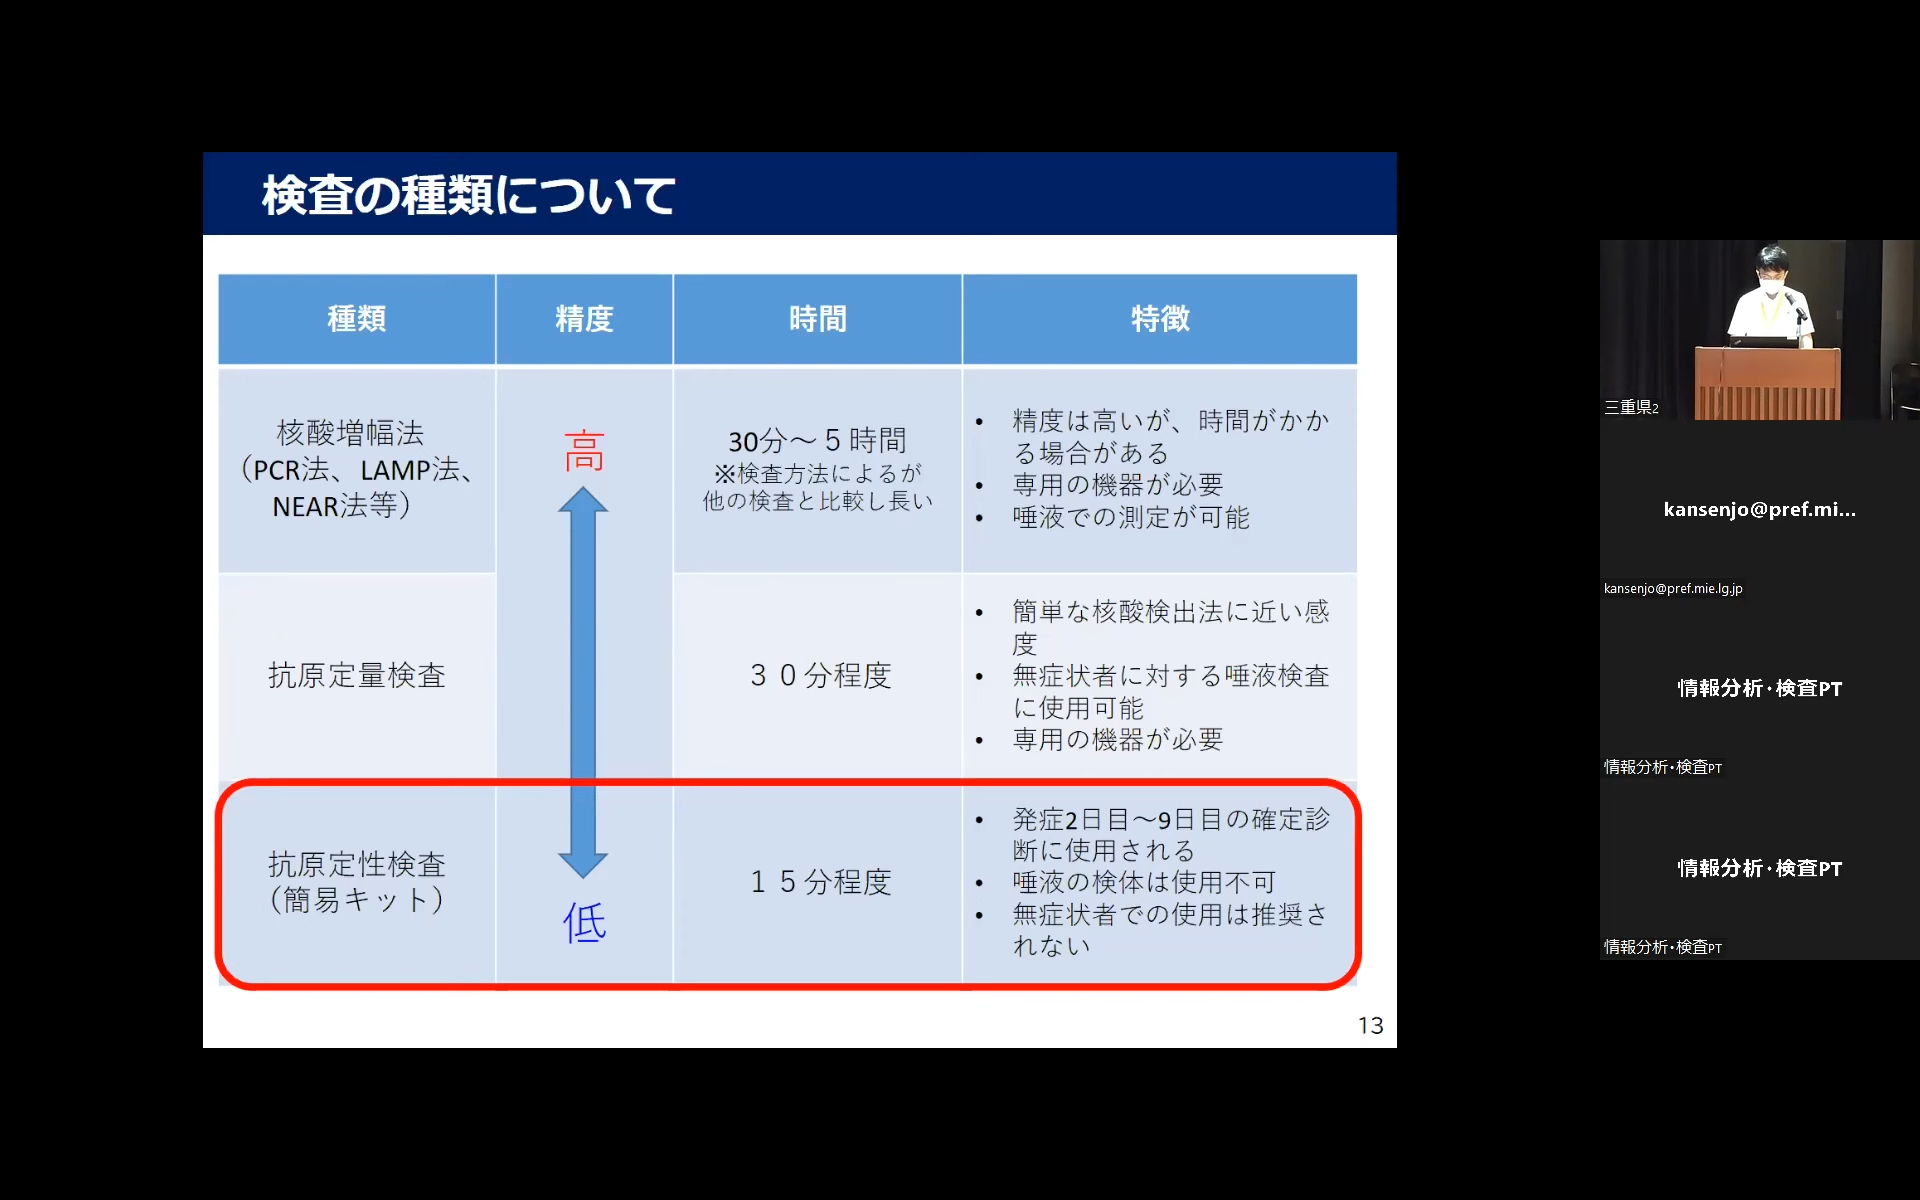 検査の種類について
種類
精度
時間
特徴
核酸増幅法
（PCR法、LAMP法、
NEAR法等）
高
30分～５時間
※検査方法によるが
他の検査と比較し長い
• 精度は高いが、時間がかか
る場合がある
• 専用の機器が必要
• 唾液での測定が可能
抗原定量検査
３０分程度
• 簡単な核酸検出法に近い感
度
• 無症状者に対する唾液検査
に使用可能
• 専用の機器が必要
抗原定性検査
（簡易キット）
低
１５分程度
• 発症2日目～9日目の確定診
断に使用される
• 唾液の検体は使用不可
• 無症状者での使用は推奨さ
れない
13
三重県2
kansenjo@pref.mi...
kansenjo@pref.mie.lg.jp
情報分析・検査PT
情報分析・検査PT
情報分析・検査PT
情報分析・検査PT